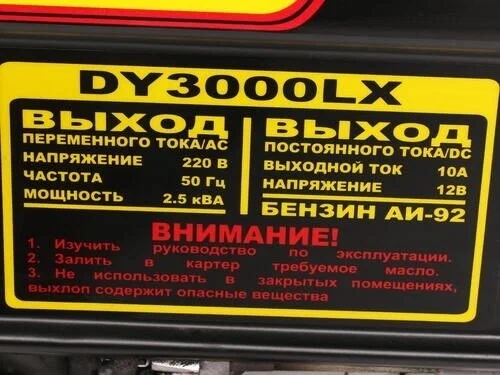 DY3000LX
ВЫХОД
ПЕРЕМЕННОГО ТОКА/AC
НАПРЯЖЕНИЕ 220 В
ЧАСТОТА 50 Гц
МОЩНОСТЬ 2.5 кВА
ВЫХОД
ПОСТОЯННОГО ТОКА/DC
ВЫХОДНОЙ ТОК 10А
НАПРЯЖЕНИЕ 12В
БЕНЗИН АИ-92
ВНИМАНИЕ!
1. Изучить руководство по эксплуатации.
2. Залить в картер требуемое масло.
3. Не использовать в закрытых помещениях,
выхлоп содержит опасные вещества